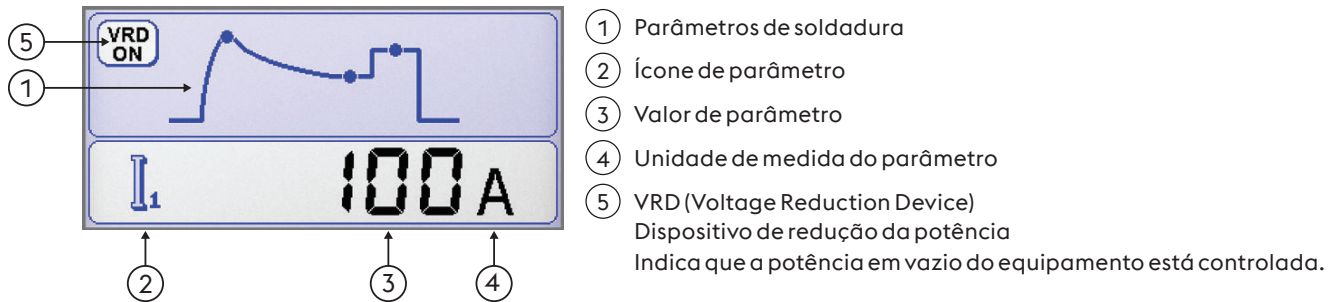 5
VRD
ON
1
I1
100 A
2
3
4
1 Parâmetros de soldadura
2 Ícone de parâmetro
3 Valor de parâmetro
4 Unidade de medida do parâmetro
5 VRD (Voltage Reduction Device)
Dispositivo de redução da potência
Indica que a potência em vazio do equipamento está controlada.